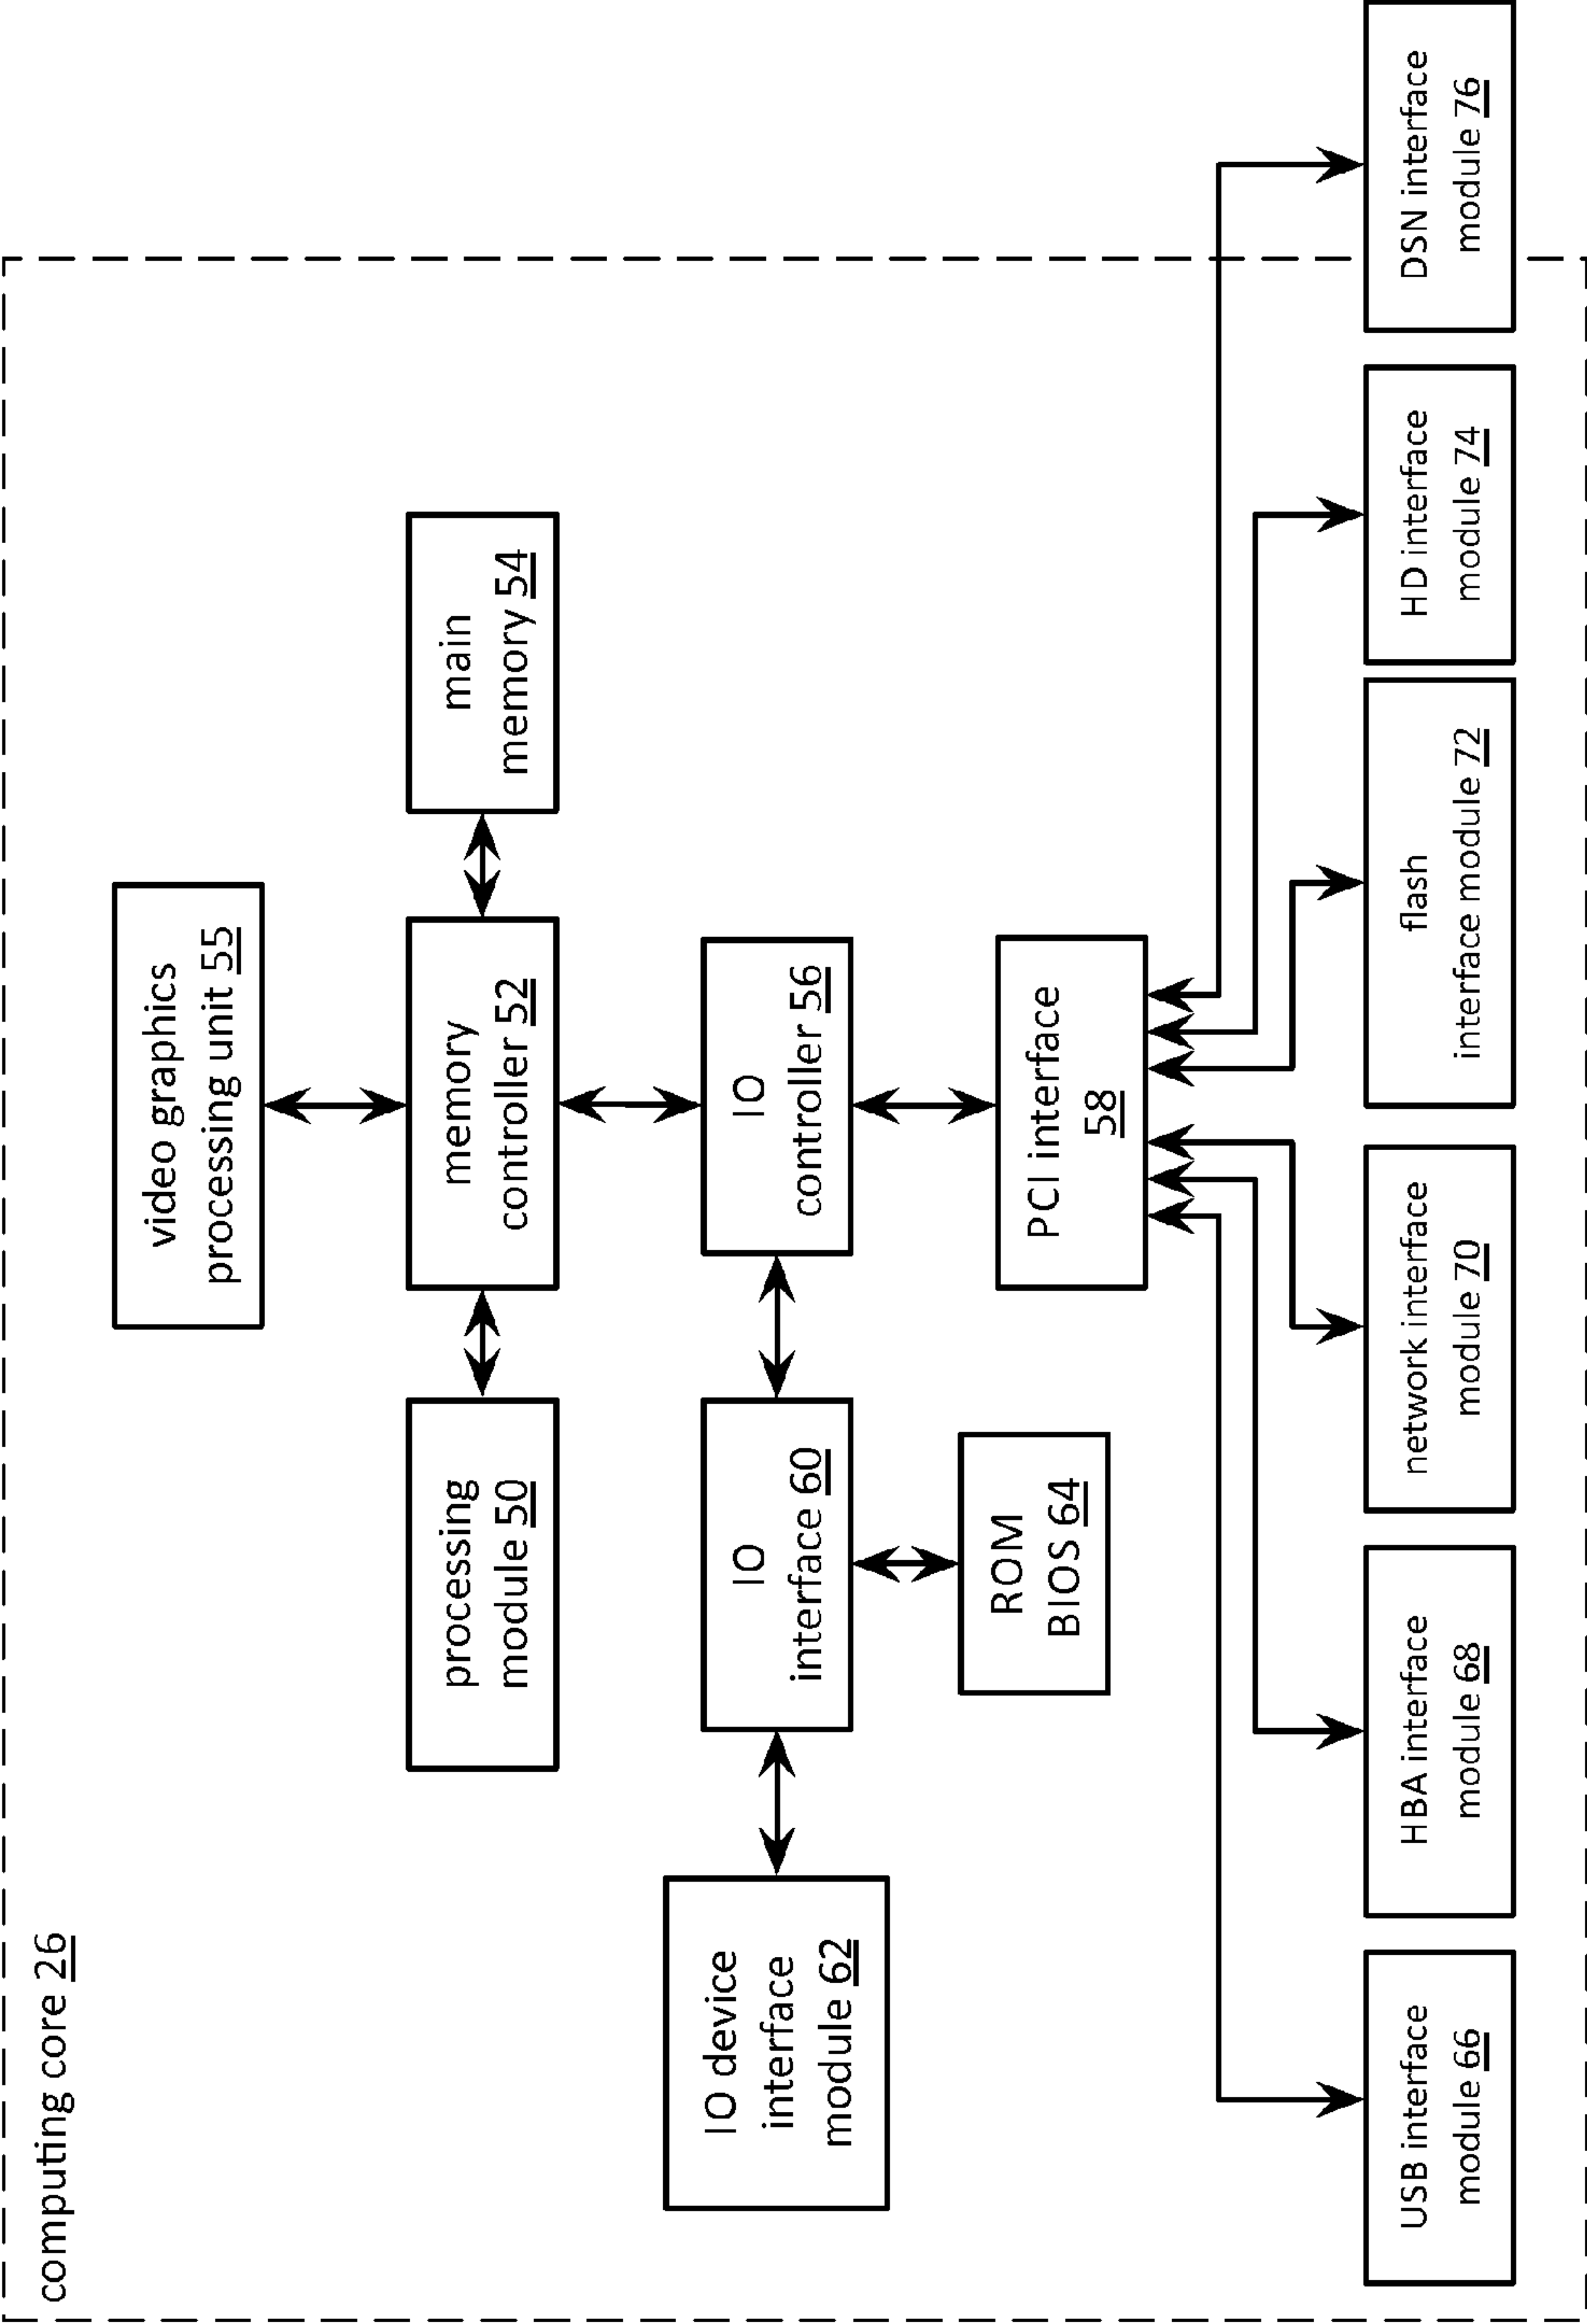 computing core 26
video graphics
processing unit 55
processing
module 50
memory
controller 52
main
memory 54
IO device
interface
module 62
IO
interface 60
IO
controller 56
ROM
BIOS 64
PCI interface
58
USB interface
module 66
HBA interface
module 68
network interface
module 70
flash
interface module 72
HD interface
module 74
DSN interface
module 76